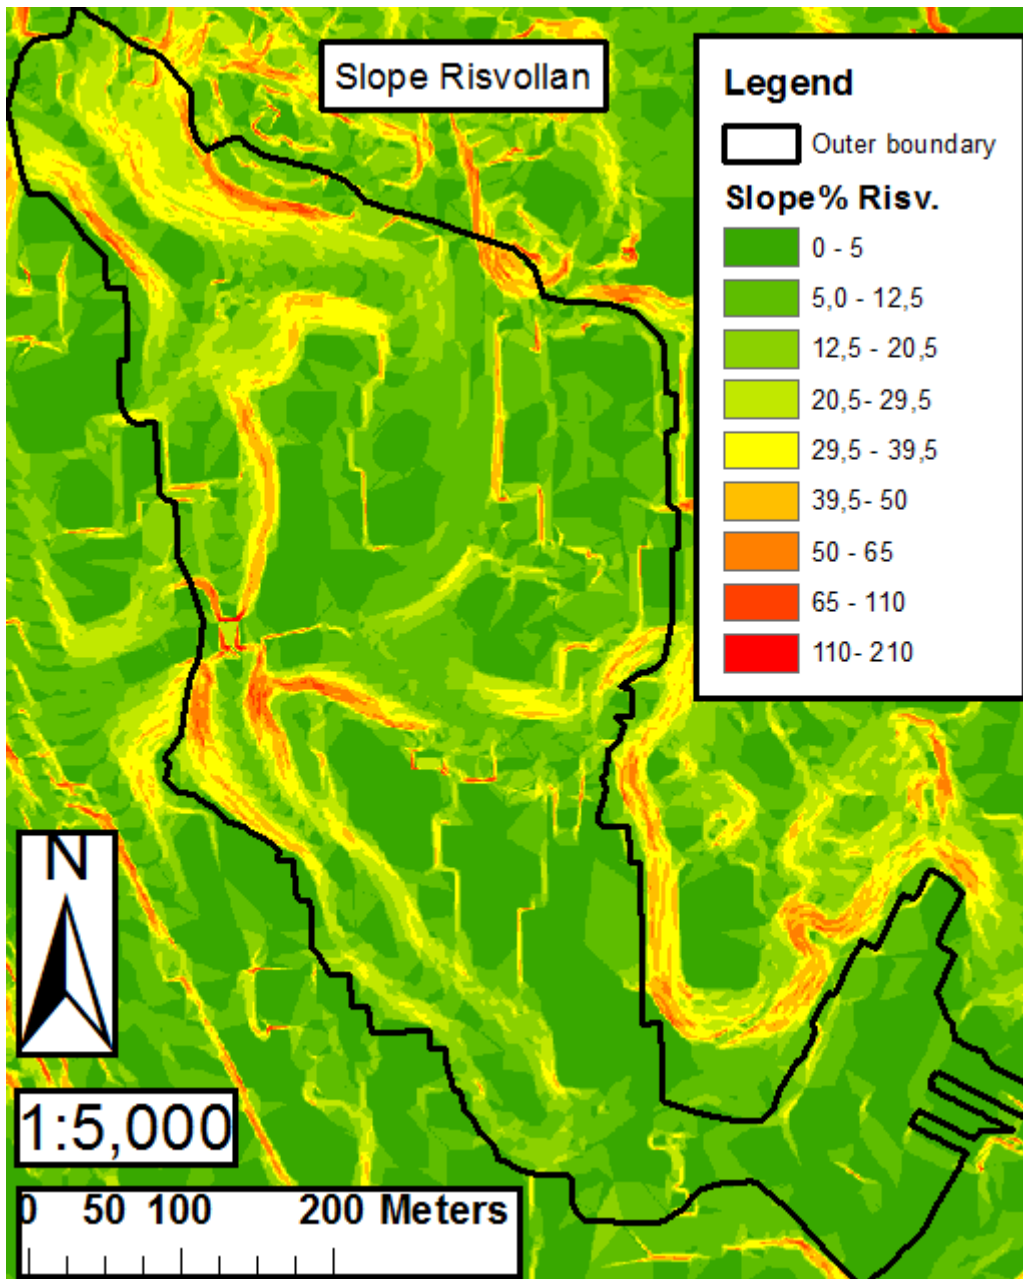 Slope Risvollan
Legend
Outer boundary
Slope% Risv.
0 - 5
5,0 - 12,5
12,5 - 20,5
20,5- 29,5
29,5 - 39,5
39,5- 50
50 - 65
65 - 110
110- 210
N
1:5,000
0 50 100 200 Meters